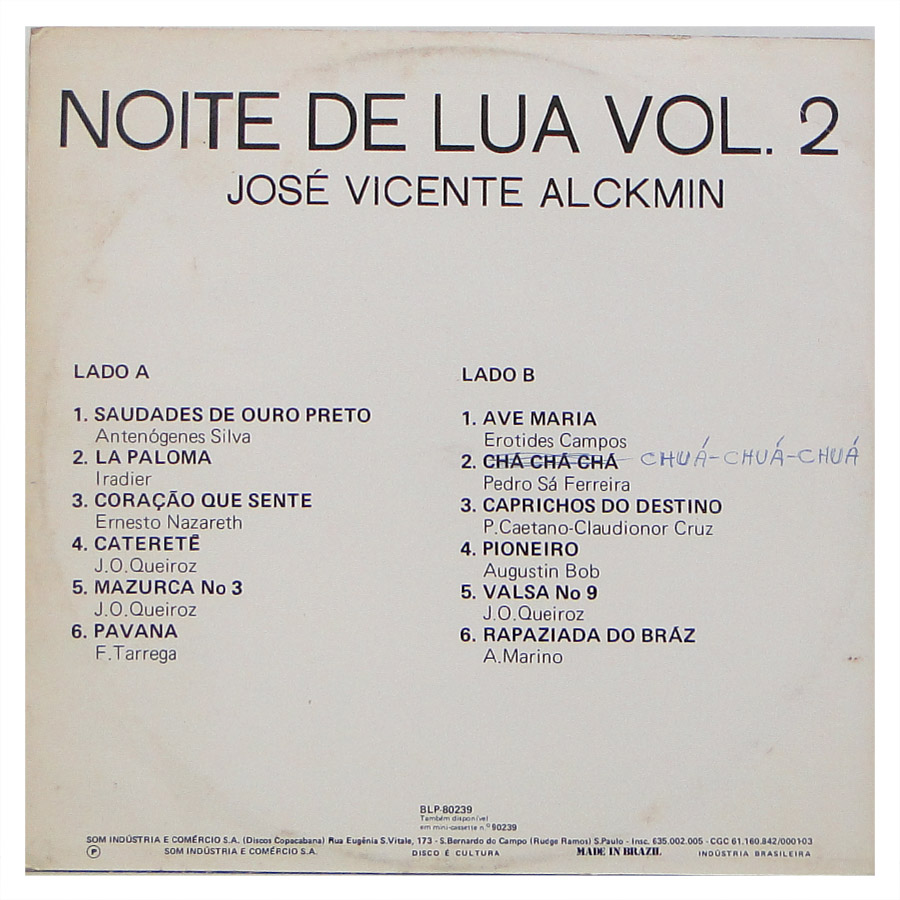 NOITE DE LUA VOL. 2
JOSÉ VICENTE ALCKMIN
LADO A
1. SAUDADES DE OURO PRETO
Antenógenes Silva
2. LA PALOMA
Iradier
3. CORAÇÃO QUE SENTE
Ernesto Nazareth
4. CATERETÊ
J.O.Queiroz
5. MAZURCA No 3
J.O.Queiroz
6. PAVANA
F.Tarrega
LADO B
1. AVE MARIA
Erotides Campos
2. CHÁ CHÁ CHÁ CHUÁ-CHUÁ-CHUÁ
Pedro Sá Ferreira
3. CAPRICHOS DO DESTINO
P.Caetano-Claudionor Cruz
4. PIONEIRO
Augustin Bob
5. VALSA No 9
J.O.Queiroz
6. RAPAZIADA DO BRÁZ
A.Marino
BLP-80239
Também disponível
em mini-cassette n.º 90239
SOM INDÚSTRIA E COMÉRCIO S.A. (Discos Copacabana) Rua Eugênia S.Vitale, 173 - S.Bernardo do Campo (Rudge Ramos) S.Paulo - Insc. 635.002.005 - CGC 61.160.842/0001-03
Ⓟ SOM INDÚSTRIA E COMÉRCIO S.A. DISCO É CULTURA MADE IN BRAZIL INDÚSTRIA BRASILEIRA